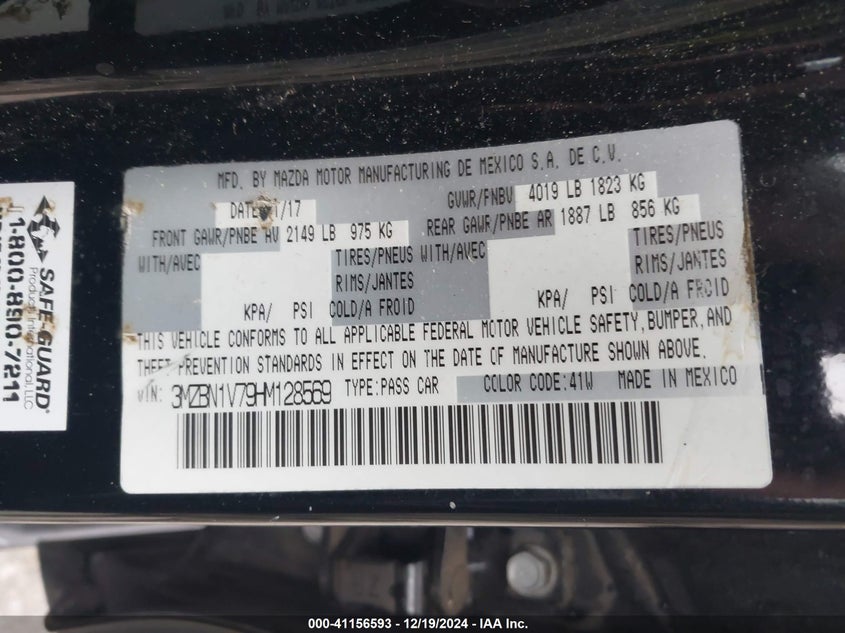 MFD. BY MAZDA MOTOR MANUFACTURING DE MEXICO S.A. DE C.V.
DATE 1/17 GVWR/FNBV 4019 LB 1823 KG
FRONT GAWR/PNBE AV 2149 LB 975 KG REAR GAWR/PNBE AR 1887 LB 856 KG
WITH/AVEC TIRES/PNEUS WITH/AVEC TIRES/PNEUS
RIMS/JANTES RIMS/JANTES
KPA/ PSI COLD/A FROID KPA/ PSI COLD/A FROID
THIS VEHICLE CONFORMS TO ALL APPLICABLE FEDERAL MOTOR VEHICLE SAFETY, BUMPER, AND
THEFT PREVENTION STANDARDS IN EFFECT ON THE DATE OF MANUFACTURE SHOWN ABOVE.
VIN: 3MZBN1V79HM128569 TYPE:PASS CAR COLOR CODE:41W MADE IN MEXICO
SAFE-GUARD
Products International, LLC
1-800-890-7211
000-41156593 - 12/19/2024 - IAA Inc.